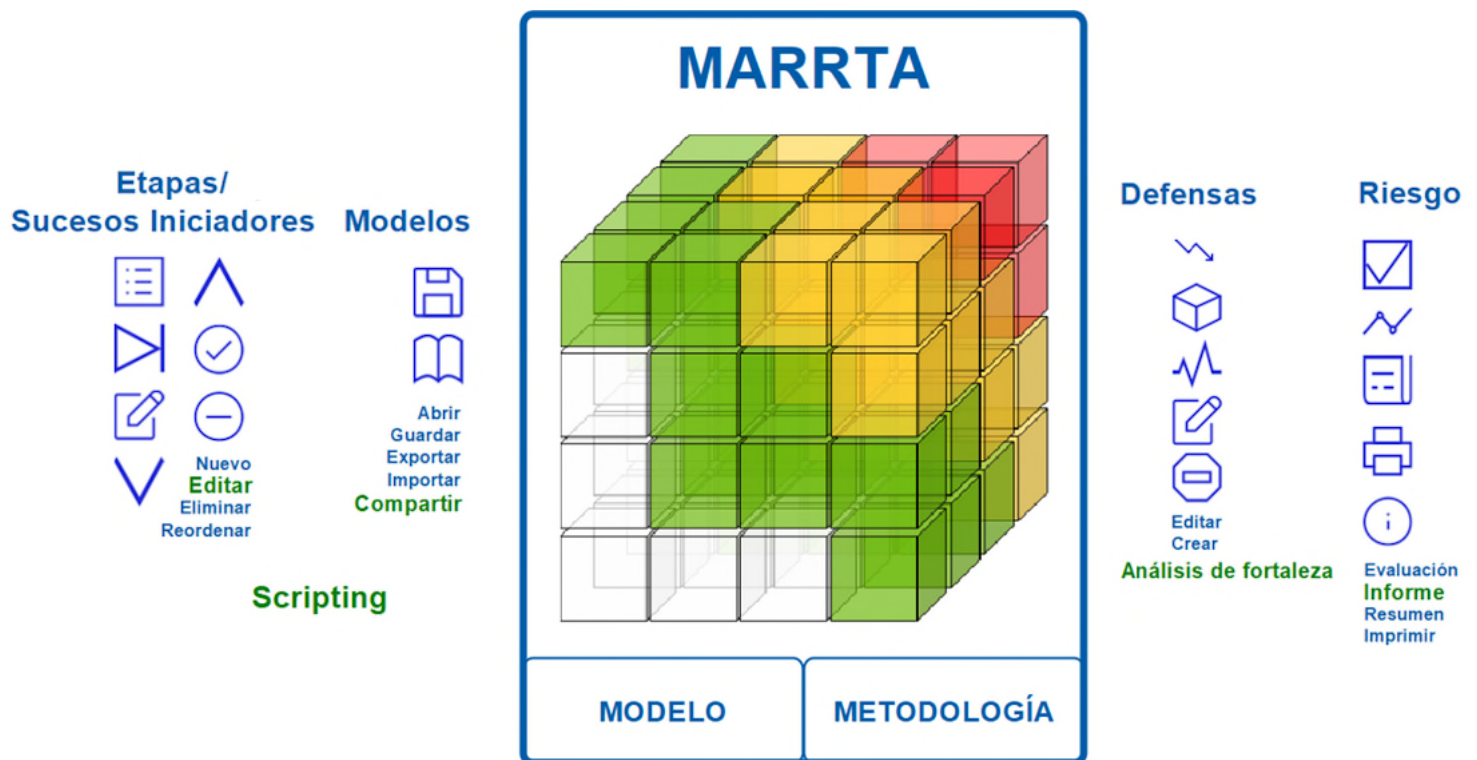 MARRTA
Etapas/
Sucesos Iniciadores
Nuevo
Editar
Eliminar
Reordenar
Modelos
Abrir
Guardar
Exportar
Importar
Compartir
Scripting
Defensas
Editar
Crear
Análisis de fortaleza
Riesgo
Evaluación
Informe
Resumen
Imprimir
MODELO
METODOLOGÍA